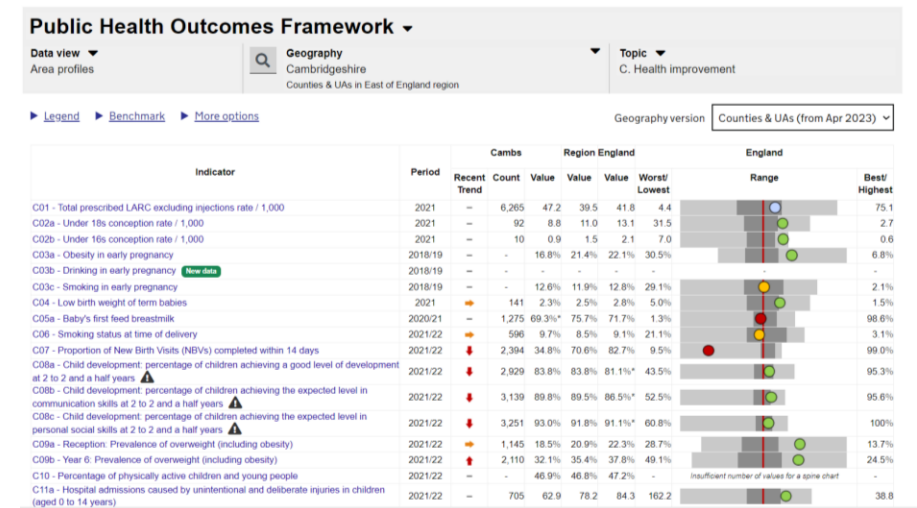 Public Health Outcomes Framework
Data view Geography Topic
Area profiles Cambridgeshire C. Health improvement
Counties & UAs in East of England region
Legend Benchmark More options Geography version Counties & UAs (from Apr 2023)
Cambs Region England England
Indicator Period Recent Trend Count Value Value Value Worst/ Lowest Range Best/ Highest
C01 - Total prescribed LARC excluding injections rate / 1,000 2021 – 6,265 47.2 39.5 41.8 4.4 75.1
C02a - Under 18s conception rate / 1,000 2021 – 92 8.8 11.0 13.1 31.5 2.7
C02b - Under 16s conception rate / 1,000 2021 – 10 0.9 1.5 2.1 7.0 0.6
C03a - Obesity in early pregnancy 2018/19 – - 16.8% 21.4% 22.1% 30.5% 6.8%
C03b - Drinking in early pregnancy New data 2018/19 – - - - - - - -
C03c - Smoking in early pregnancy 2018/19 – - 12.6% 11.9% 12.8% 29.1% 2.1%
C04 - Low birth weight of term babies 2021 141 2.3% 2.5% 2.8% 5.0% 1.5%
C05a - Baby's first feed breastmilk 2020/21 – 1,275 69.3%* 75.7% 71.7% 1.3% 98.6%
C06 - Smoking status at time of delivery 2021/22 596 9.7% 8.5% 9.1% 21.1% 3.1%
C07 - Proportion of New Birth Visits (NBVs) completed within 14 days 2021/22 2,394 34.8% 70.6% 82.7% 9.5% 99.0%
C08a - Child development: percentage of children achieving a good level of development
at 2 to 2 and a half years 2021/22 2,929 83.8% 83.8% 81.1%* 43.5% 95.3%
C08b - Child development: percentage of children achieving the expected level in
communication skills at 2 to 2 and a half years 2021/22 3,139 89.8% 89.5% 86.5%* 52.5% 95.6%
C08c - Child development: percentage of children achieving the expected level in
personal social skills at 2 to 2 and a half years 2021/22 3,251 93.0% 91.8% 91.1%* 60.8% 100%
C09a - Reception: Prevalence of overweight (including obesity) 2021/22 1,145 18.5% 20.9% 22.3% 28.7% 13.7%
C09b - Year 6: Prevalence of overweight (including obesity) 2021/22 2,110 32.1% 35.4% 37.8% 49.1% 24.5%
C10 - Percentage of physically active children and young people 2021/22 – - 46.9% 46.8% 47.2% - Insufficient number of values for a spine chart -
C11a - Hospital admissions caused by unintentional and deliberate injuries in children
(aged 0 to 14 years) 2021/22 – 705 62.9 78.2 84.3 162.2 38.8